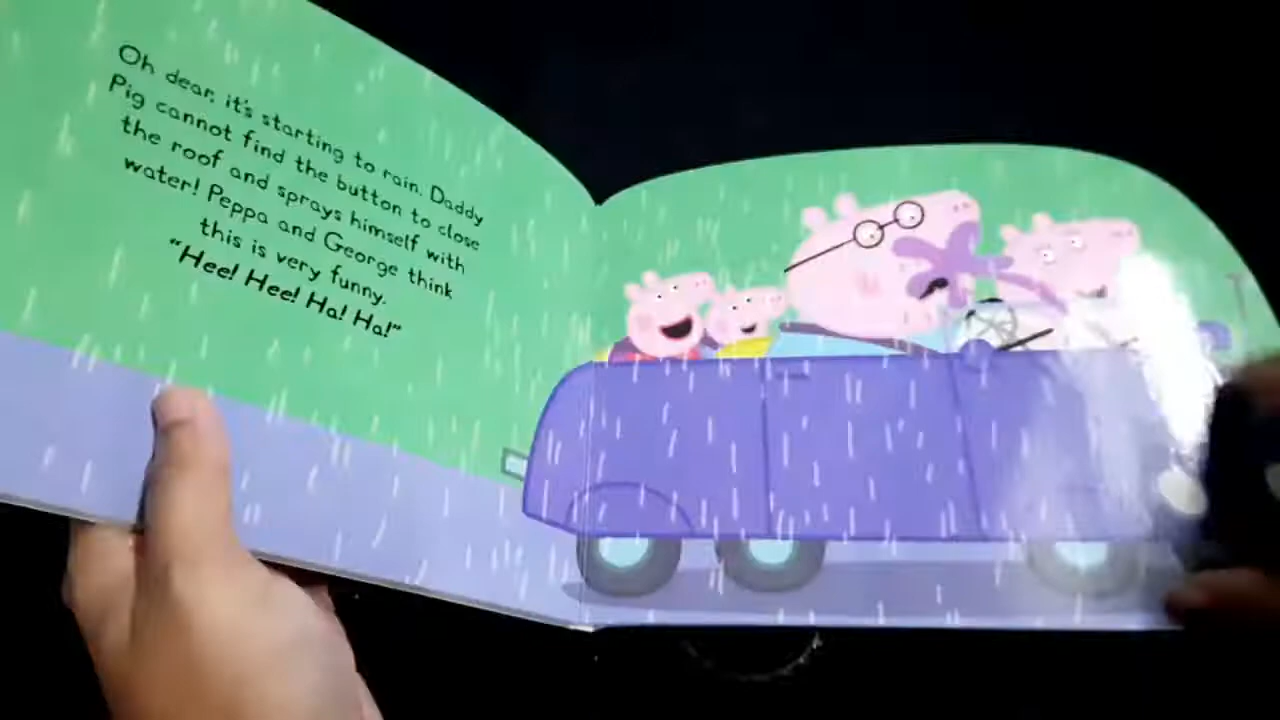 Oh dear, it's starting to rain. Daddy
Pig cannot find the button to close
the roof and sprays himself with
water! Peppa and George think
this is very funny.
"Hee! Hee! Ha! Ha!"